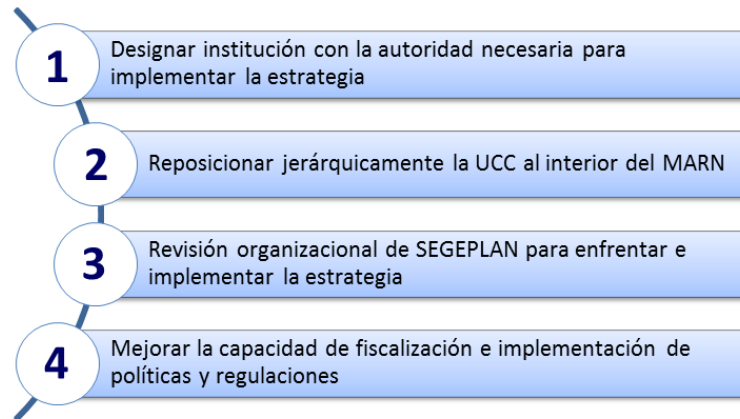 1
Designar institución con la autoridad necesaria para
implementar la estrategia
2
Reposicionar jerárquicamente la UCC al interior del MARN
3
Revisión organizacional de SEGEPLAN para enfrentar e
implementar la estrategia
4
Mejorar la capacidad de fiscalización e implementación de
políticas y regulaciones